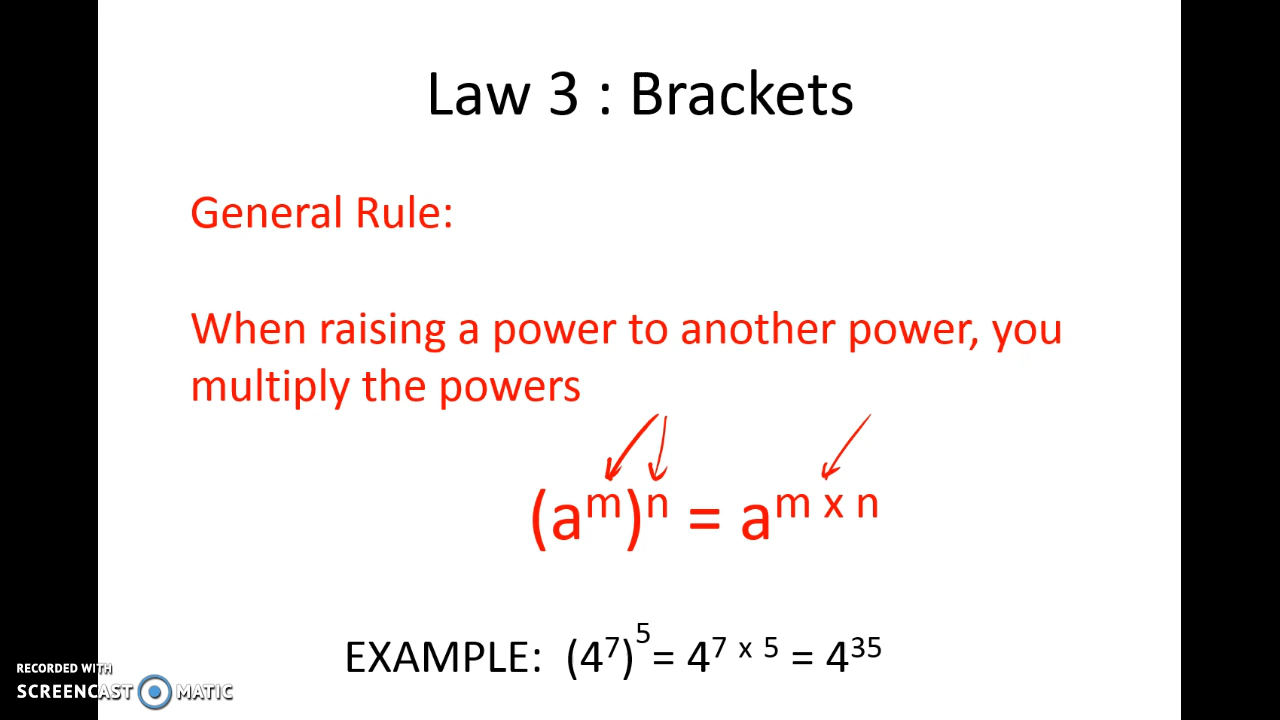 Law 3 : Brackets
General Rule:
When raising a power to another power, you
multiply the powers
(aᵐ)ⁿ = aᵐ ˣ ⁿ
EXAMPLE: (4⁷)⁵= 4⁷ ˣ ⁵ = 4³⁵
RECORDED WITH
SCREENCAST MATIC